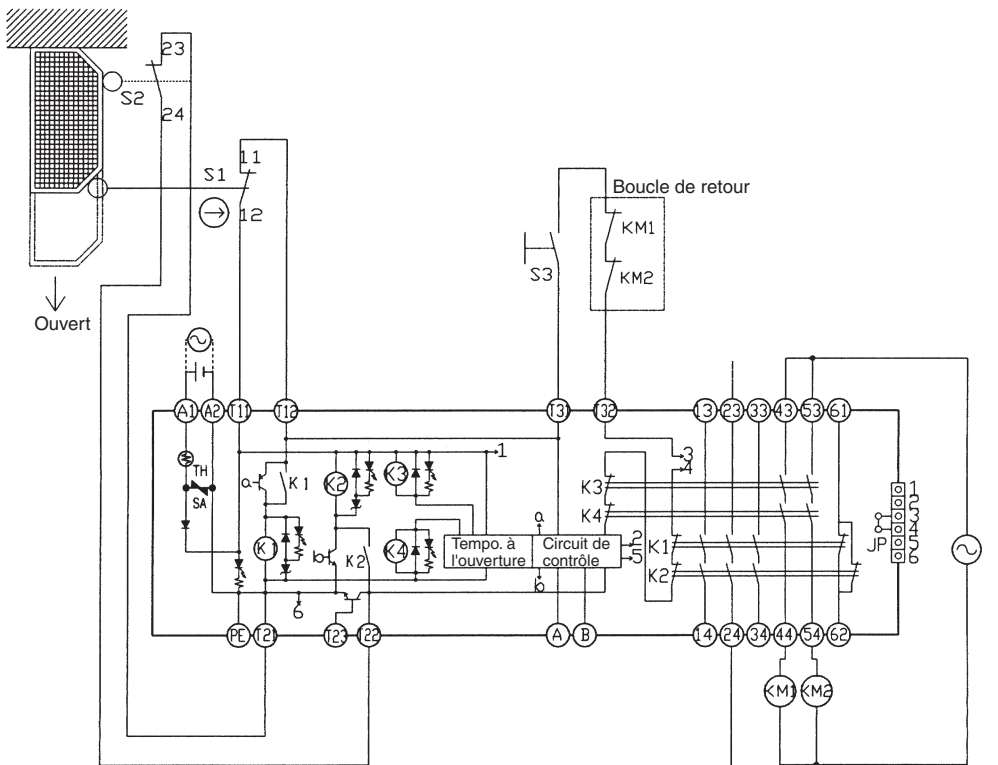 23
S2
24
11
S1
12
Ouvert
Boucle de retour
KM1
KM2
S3
A1 A2 T11 T12 T31 T32 13 23 33 43 53 61
TH
SA
a
K1
K2
K3
1
3
4
K3
K4
K1
b
K2
K4
a
Tempo. à l'ouverture
Circuit de contrôle
b
2
5
K1
K2
6
JP
1
2
3
4
5
6
PE T21 T23 T22 A B 14 24 34 44 54 62
KM1 KM2